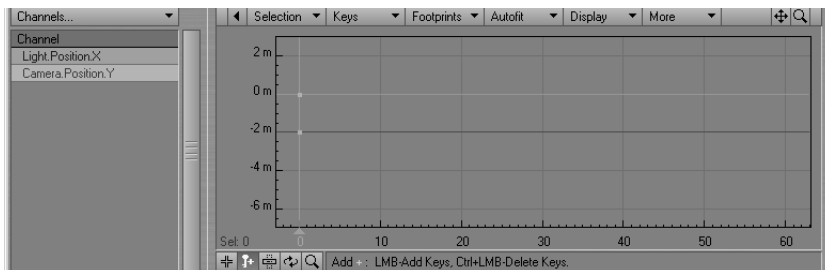 Channels...
Selection Keys Footprints Autofit Display More
Channel
Light.Position.X
Camera.Position.Y
2 m
0 m
-2 m
-4 m
-6 m
Sel: 0
0 10 20 30 40 50 60
Add + : LMB-Add Keys, Ctrl+LMB-Delete Keys.